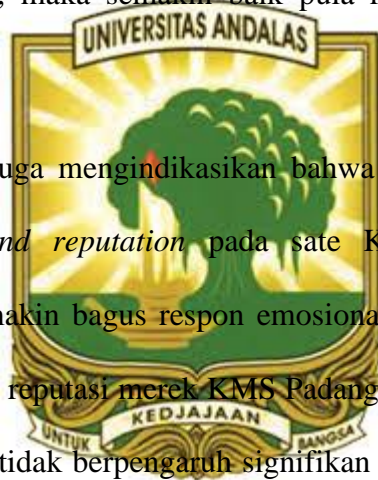 maka semakin baik pula
UNIVERSITAS ANDALAS
uga mengindikasikan bahwa
nd reputation pada sate K
makin bagus respon emosiona
reputasi merek KMS Padang
KEDJAJAAN
UNTUK BANGSA
tidak berpengaruh signifikan